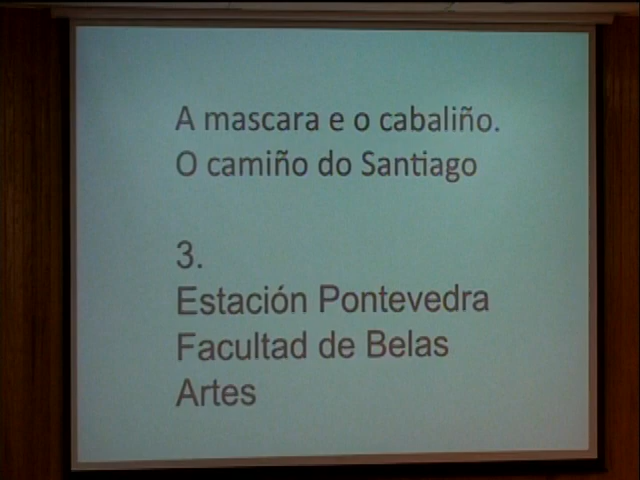 A mascara e o cabaliño.
O camiño do Santiago
3.
Estación Pontevedra
Facultad de Belas
Artes